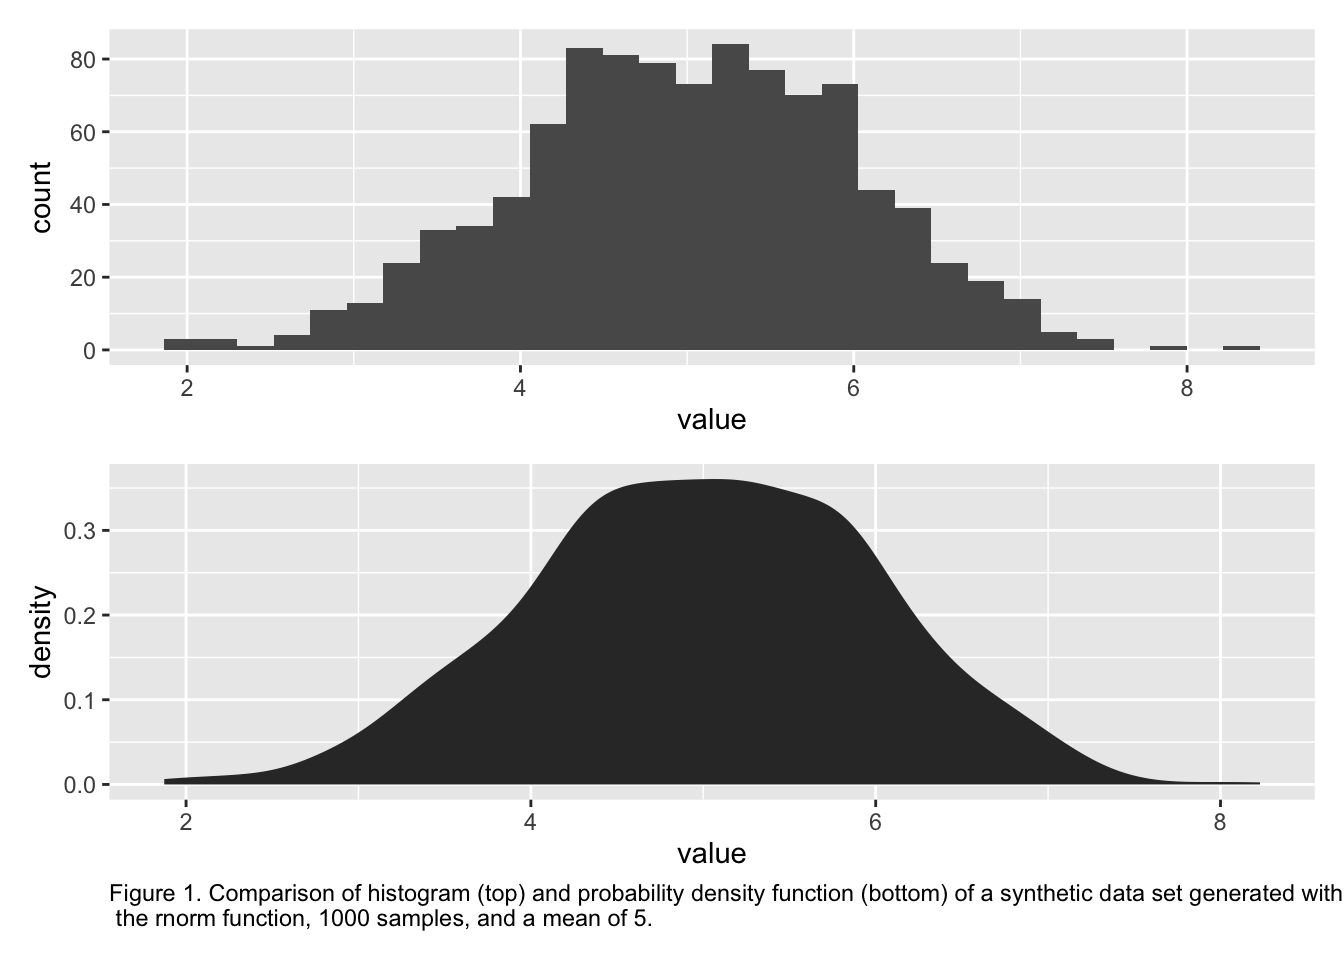 80
60
40
20
0
count
2 4 6 8
value
0.3
0.2
0.1
0.0
density
2 4 6 8
value
Figure 1. Comparison of histogram (top) and probability density function (bottom) of a synthetic data set generated with
the rnorm function, 1000 samples, and a mean of 5.